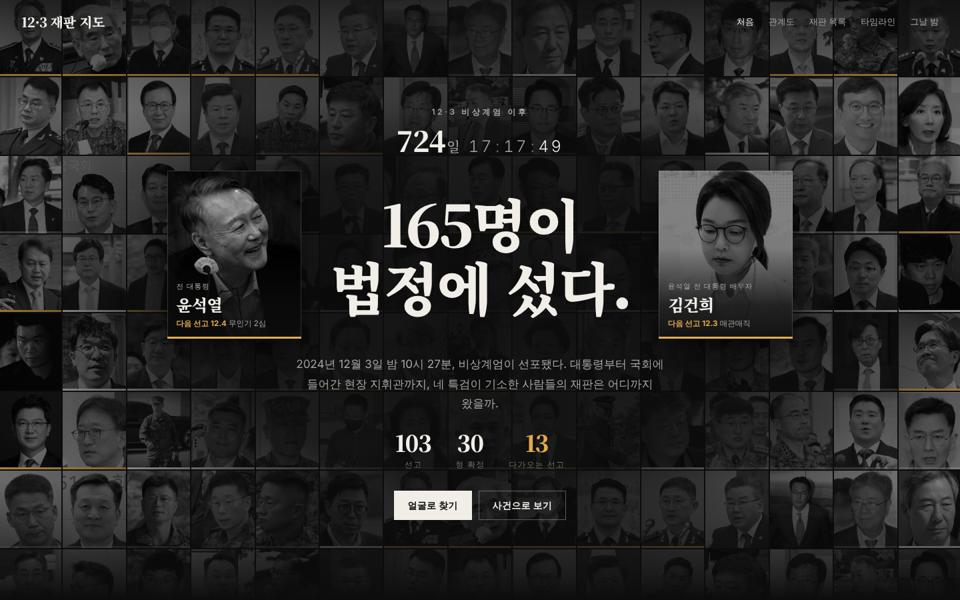 12·3 재판 지도
처음 관계도 재판 목록 타임라인 그날 밤
12·3 비상계엄 이후
724일 17:17:49
165명이
법정에 섰다.
전 대통령
윤석열
다음 선고 12.4 무인기 2심
윤석열 전 대통령 배우자
김건희
다음 선고 12.3 매관매직
2024년 12월 3일 밤 10시 27분, 비상계엄이 선포됐다. 대통령부터 국회에
들어간 현장 지휘관까지, 네 특검이 기소한 사람들의 재판은 어디까지
왔을까.
103 30 13
선고 형 확정 다가오는 선고
얼굴로 찾기 사건으로 보기